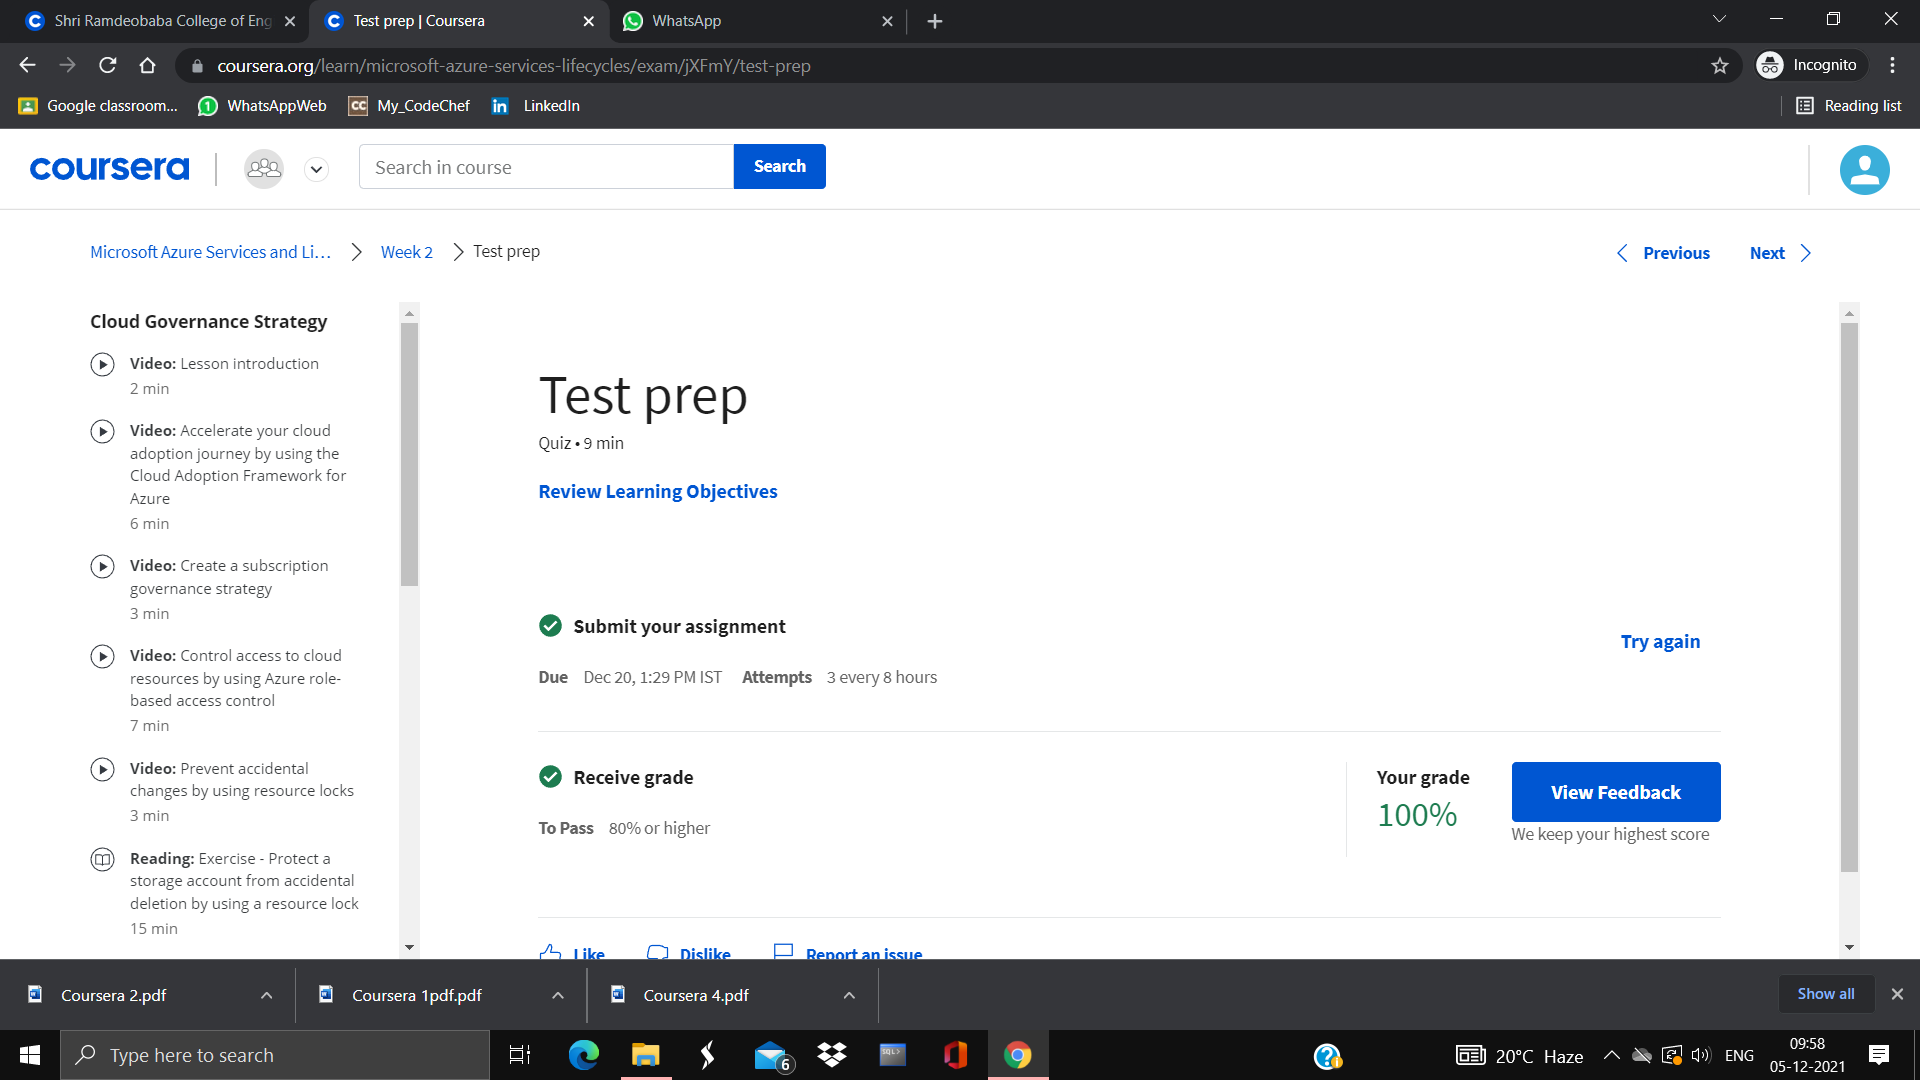 Shri Ramdeobaba College of Eng
Test prep | Coursera
WhatsApp
coursera.org/learn/microsoft-azure-services-lifecycles/exam/jXFmY/test-prep
Incognito
Google classroom...
WhatsAppWeb
CC My_CodeChef
in LinkedIn
Reading list
coursera
Search in course
Search
Microsoft Azure Services and Li...
Week 2
Test prep
Previous
Next
Cloud Governance Strategy
Video: Lesson introduction
2 min
Video: Accelerate your cloud
adoption journey by using the
Cloud Adoption Framework for
Azure
6 min
Video: Create a subscription
governance strategy
3 min
Video: Control access to cloud
resources by using Azure role-
based access control
7 min
Video: Prevent accidental
changes by using resource locks
3 min
Reading: Exercise - Protect a
storage account from accidental
deletion by using a resource lock
15 min
Test prep
Quiz • 9 min
Review Learning Objectives
Submit your assignment
Try again
Due Dec 20, 1:29 PM IST Attempts 3 every 8 hours
Receive grade
To Pass 80% or higher
Your grade
100%
View Feedback
We keep your highest score
Like
Dislike
Report an issue
Coursera 2.pdf
Coursera 1pdf.pdf
Coursera 4.pdf
Show all
Type here to search
6
SQL>
20°C Haze
ENG
09:58
05-12-2021